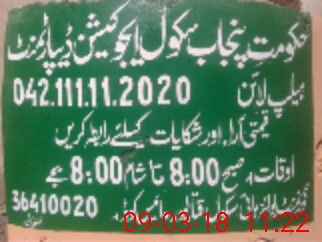 حکومت پنجاب سکول ایجوکیشن ڈیپارٹمنٹ
ہیلپ لائن 042.111.11.2020
قیمتی آراء اور شکایات کیلئے رابطہ کریں
اوقات، صبح 8:00 تا شام 8:00 بجے
36410020
09-03-18 11:22